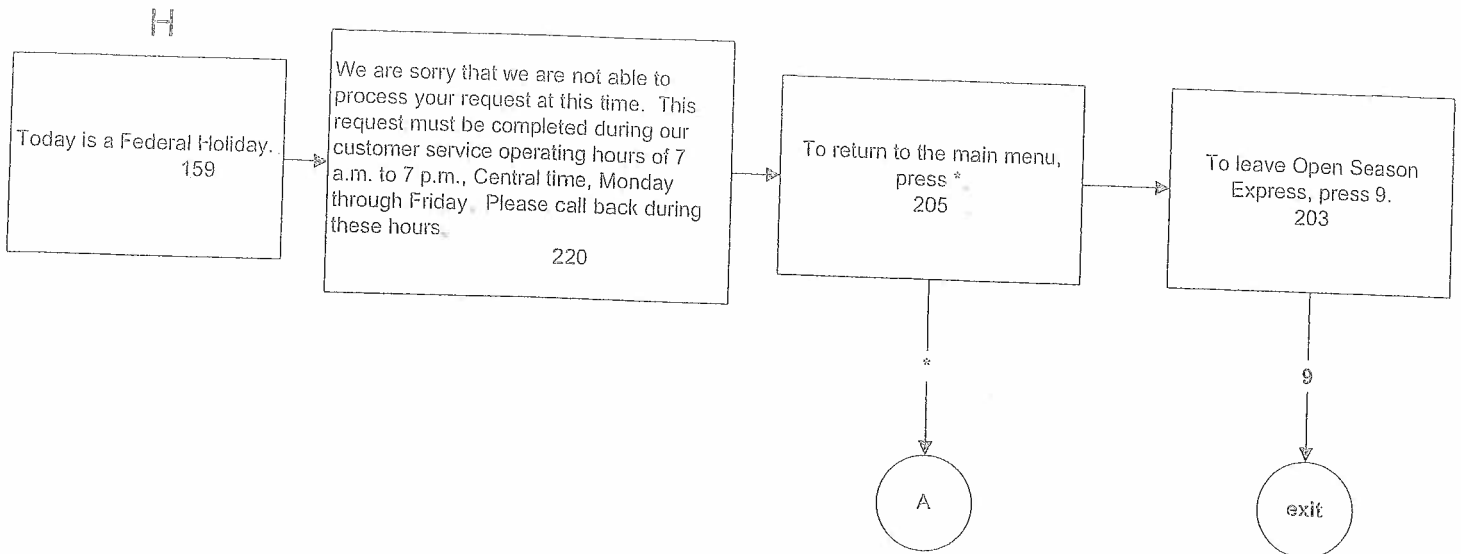 H
Today is a Federal Holiday.
159
We are sorry that we are not able to
process your request at this time. This
request must be completed during our
customer service operating hours of 7
a.m. to 7 p.m., Central time, Monday
through Friday. Please call back during
these hours.
220
To return to the main menu,
press *
205
To leave Open Season
Express, press 9.
203
*
9
A
exit